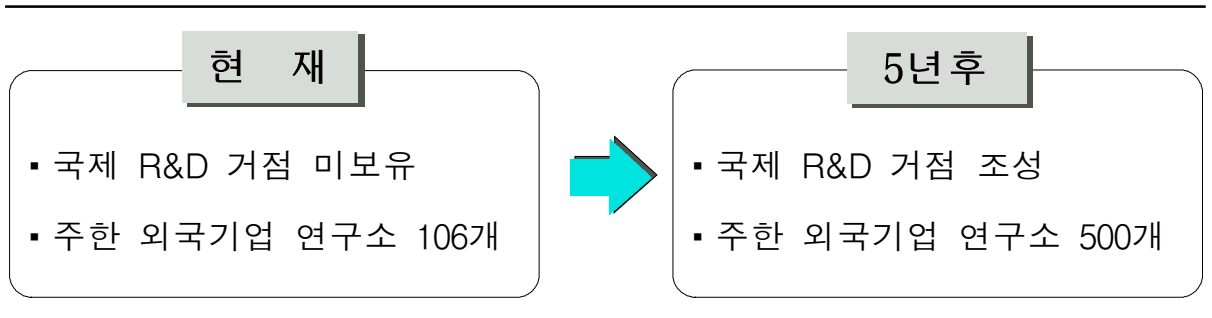 현 재
▪국제 R&D 거점 미보유
▪주한 외국기업 연구소 106개
5년후
▪국제 R&D 거점 조성
▪주한 외국기업 연구소 500개